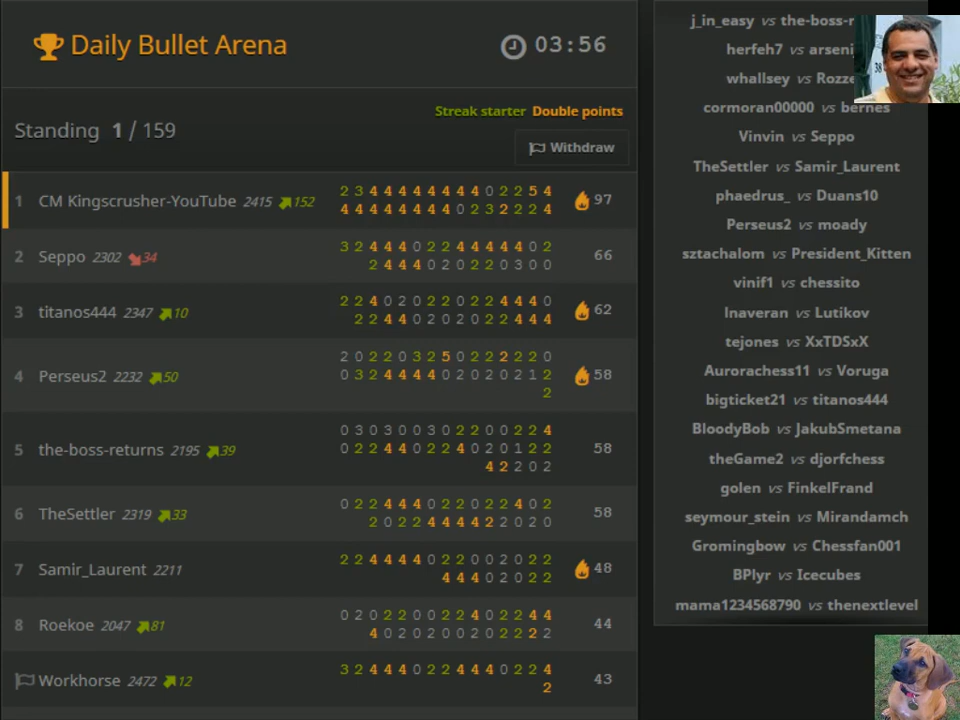 Daily Bullet Arena 03:56
Streak starter Double points
Standing 1 / 159
Withdraw
1 CM Kingscrusher-YouTube 2415 152 2 3 4 4 4 4 4 4 4 4 0 2 2 5 4 97
4 4 4 4 4 4 4 4 0 2 3 2 2 2 4
2 Seppo 2302 34 3 2 4 4 4 0 2 2 4 4 4 4 4 0 2 66
2 4 4 4 0 2 0 2 2 0 3 0 0
3 titanos444 2347 10 2 2 4 0 2 0 2 2 0 2 2 4 4 4 0 62
2 2 4 4 0 2 0 2 0 2 2 4 4 4
4 Perseus2 2232 50 2 0 2 2 0 3 2 5 0 2 2 2 2 2 0 58
0 3 2 4 4 4 4 0 2 0 2 0 2 1 2
2
5 the-boss-returns 2195 39 0 3 0 3 0 0 3 0 2 2 0 0 2 2 4 58
0 2 2 4 4 0 2 2 4 0 2 0 1 2 2
4 2 2 0 2
6 TheSettler 2319 33 0 2 2 4 4 4 0 2 2 0 2 2 4 0 2 58
2 0 2 2 4 4 4 4 2 2 0 2 0
7 Samir_Laurent 2211 2 2 4 4 4 4 0 2 2 0 0 2 0 2 2 48
4 4 4 0 2 0 2 2
8 Roekoe 2047 81 0 2 0 2 2 0 0 2 2 4 0 2 2 4 4 44
4 0 2 0 2 0 2 0 0 2 0 2 2 2 2
Workhorse 2472 12 3 2 4 4 4 0 2 2 4 4 4 0 2 2 4 43
2
j_in_easy vs the-boss-r
herfeh7 vs arseni
whallsey vs Rozze
cormoran00000 vs bernes
Vinvin vs Seppo
TheSettler vs Samir_Laurent
phaedrus_ vs Duans10
Perseus2 vs moady
sztachalom vs President_Kitten
vinif1 vs chessito
Inaveran vs Lutikov
tejones vs XxTDSxX
Aurorachess11 vs Voruga
bigticket21 vs titanos444
BloodyBob vs JakubSmetana
theGame2 vs djorfchess
golen vs FinkelFrand
seymour_stein vs Mirandamch
Gromingbow vs Chessfan001
BPlyr vs Icecubes
mama1234568790 vs thenextlevel